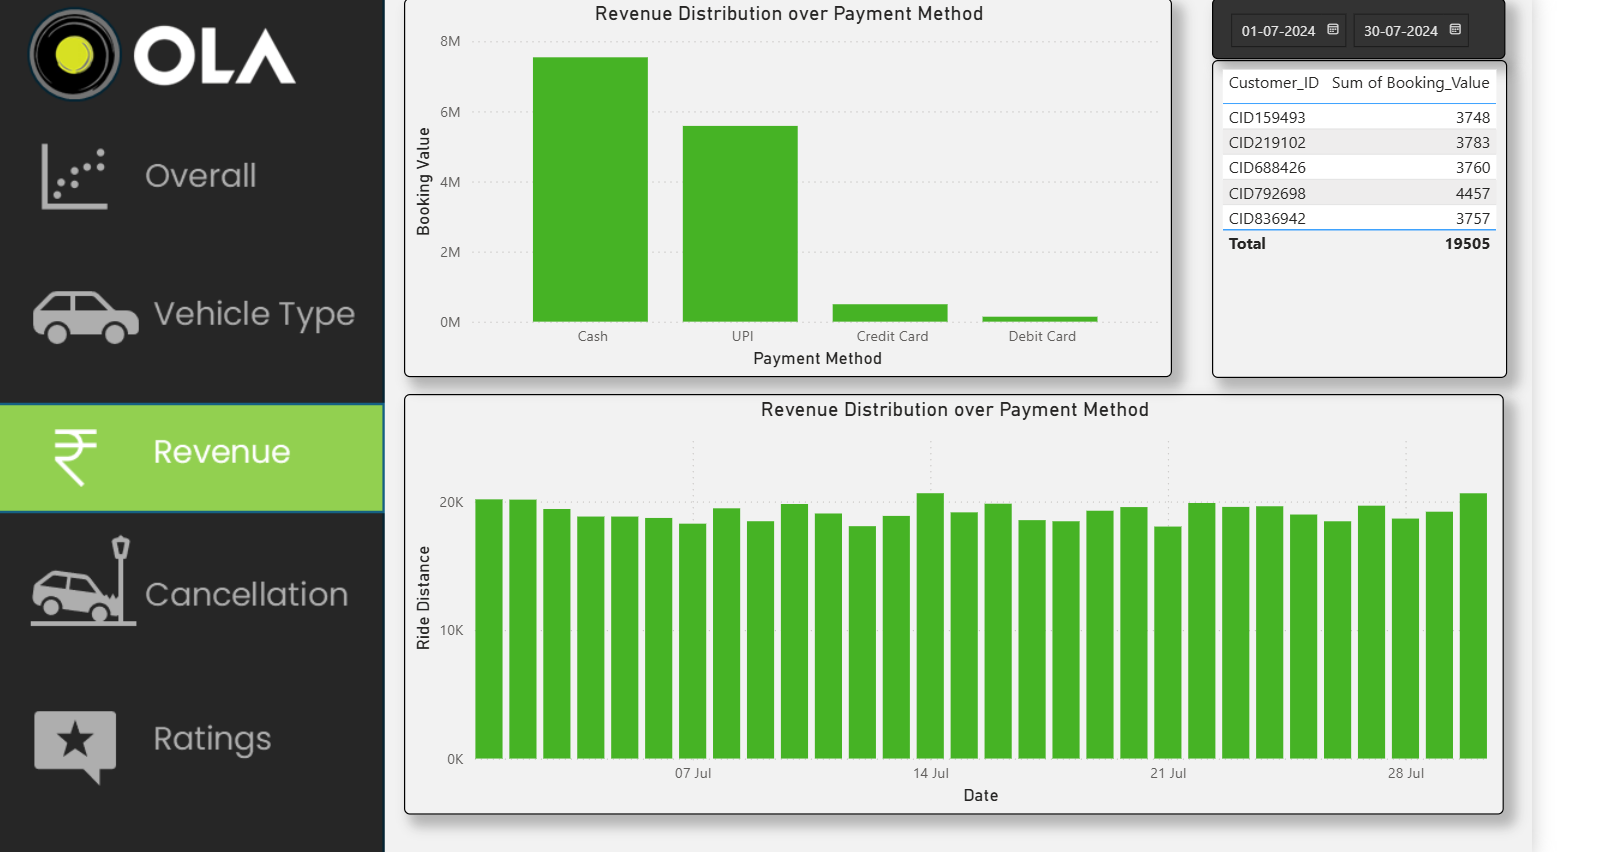 OLA
Overall
Vehicle Type
Revenue
Cancellation
Ratings
Revenue Distribution over Payment Method
8M
6M
4M
2M
0M
Booking Value
Cash UPI Credit Card Debit Card
Payment Method
01-07-2024 30-07-2024
Customer_ID Sum of Booking_Value
CID159493 3748
CID219102 3783
CID688426 3760
CID792698 4457
CID836942 3757
Total 19505
Revenue Distribution over Payment Method
20K
10K
0K
Ride Distance
07 Jul 14 Jul 21 Jul 28 Jul
Date